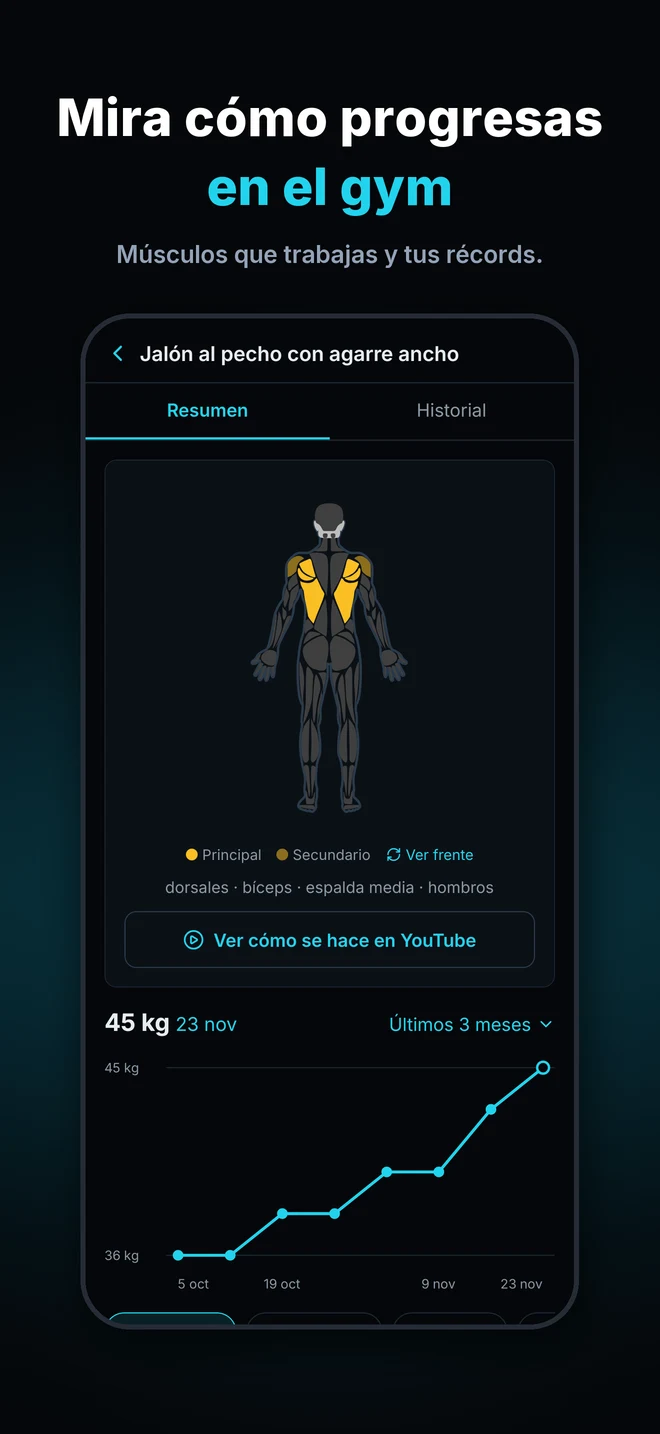 Mira cómo progresas
en el gym
Músculos que trabajas y tus récords.
Jalón al pecho con agarre ancho
Resumen Historial
Principal Secundario Ver frente
dorsales · bíceps · espalda media · hombros
Ver cómo se hace en YouTube
45 kg 23 nov Últimos 3 meses
45 kg
36 kg
5 oct 19 oct 9 nov 23 nov